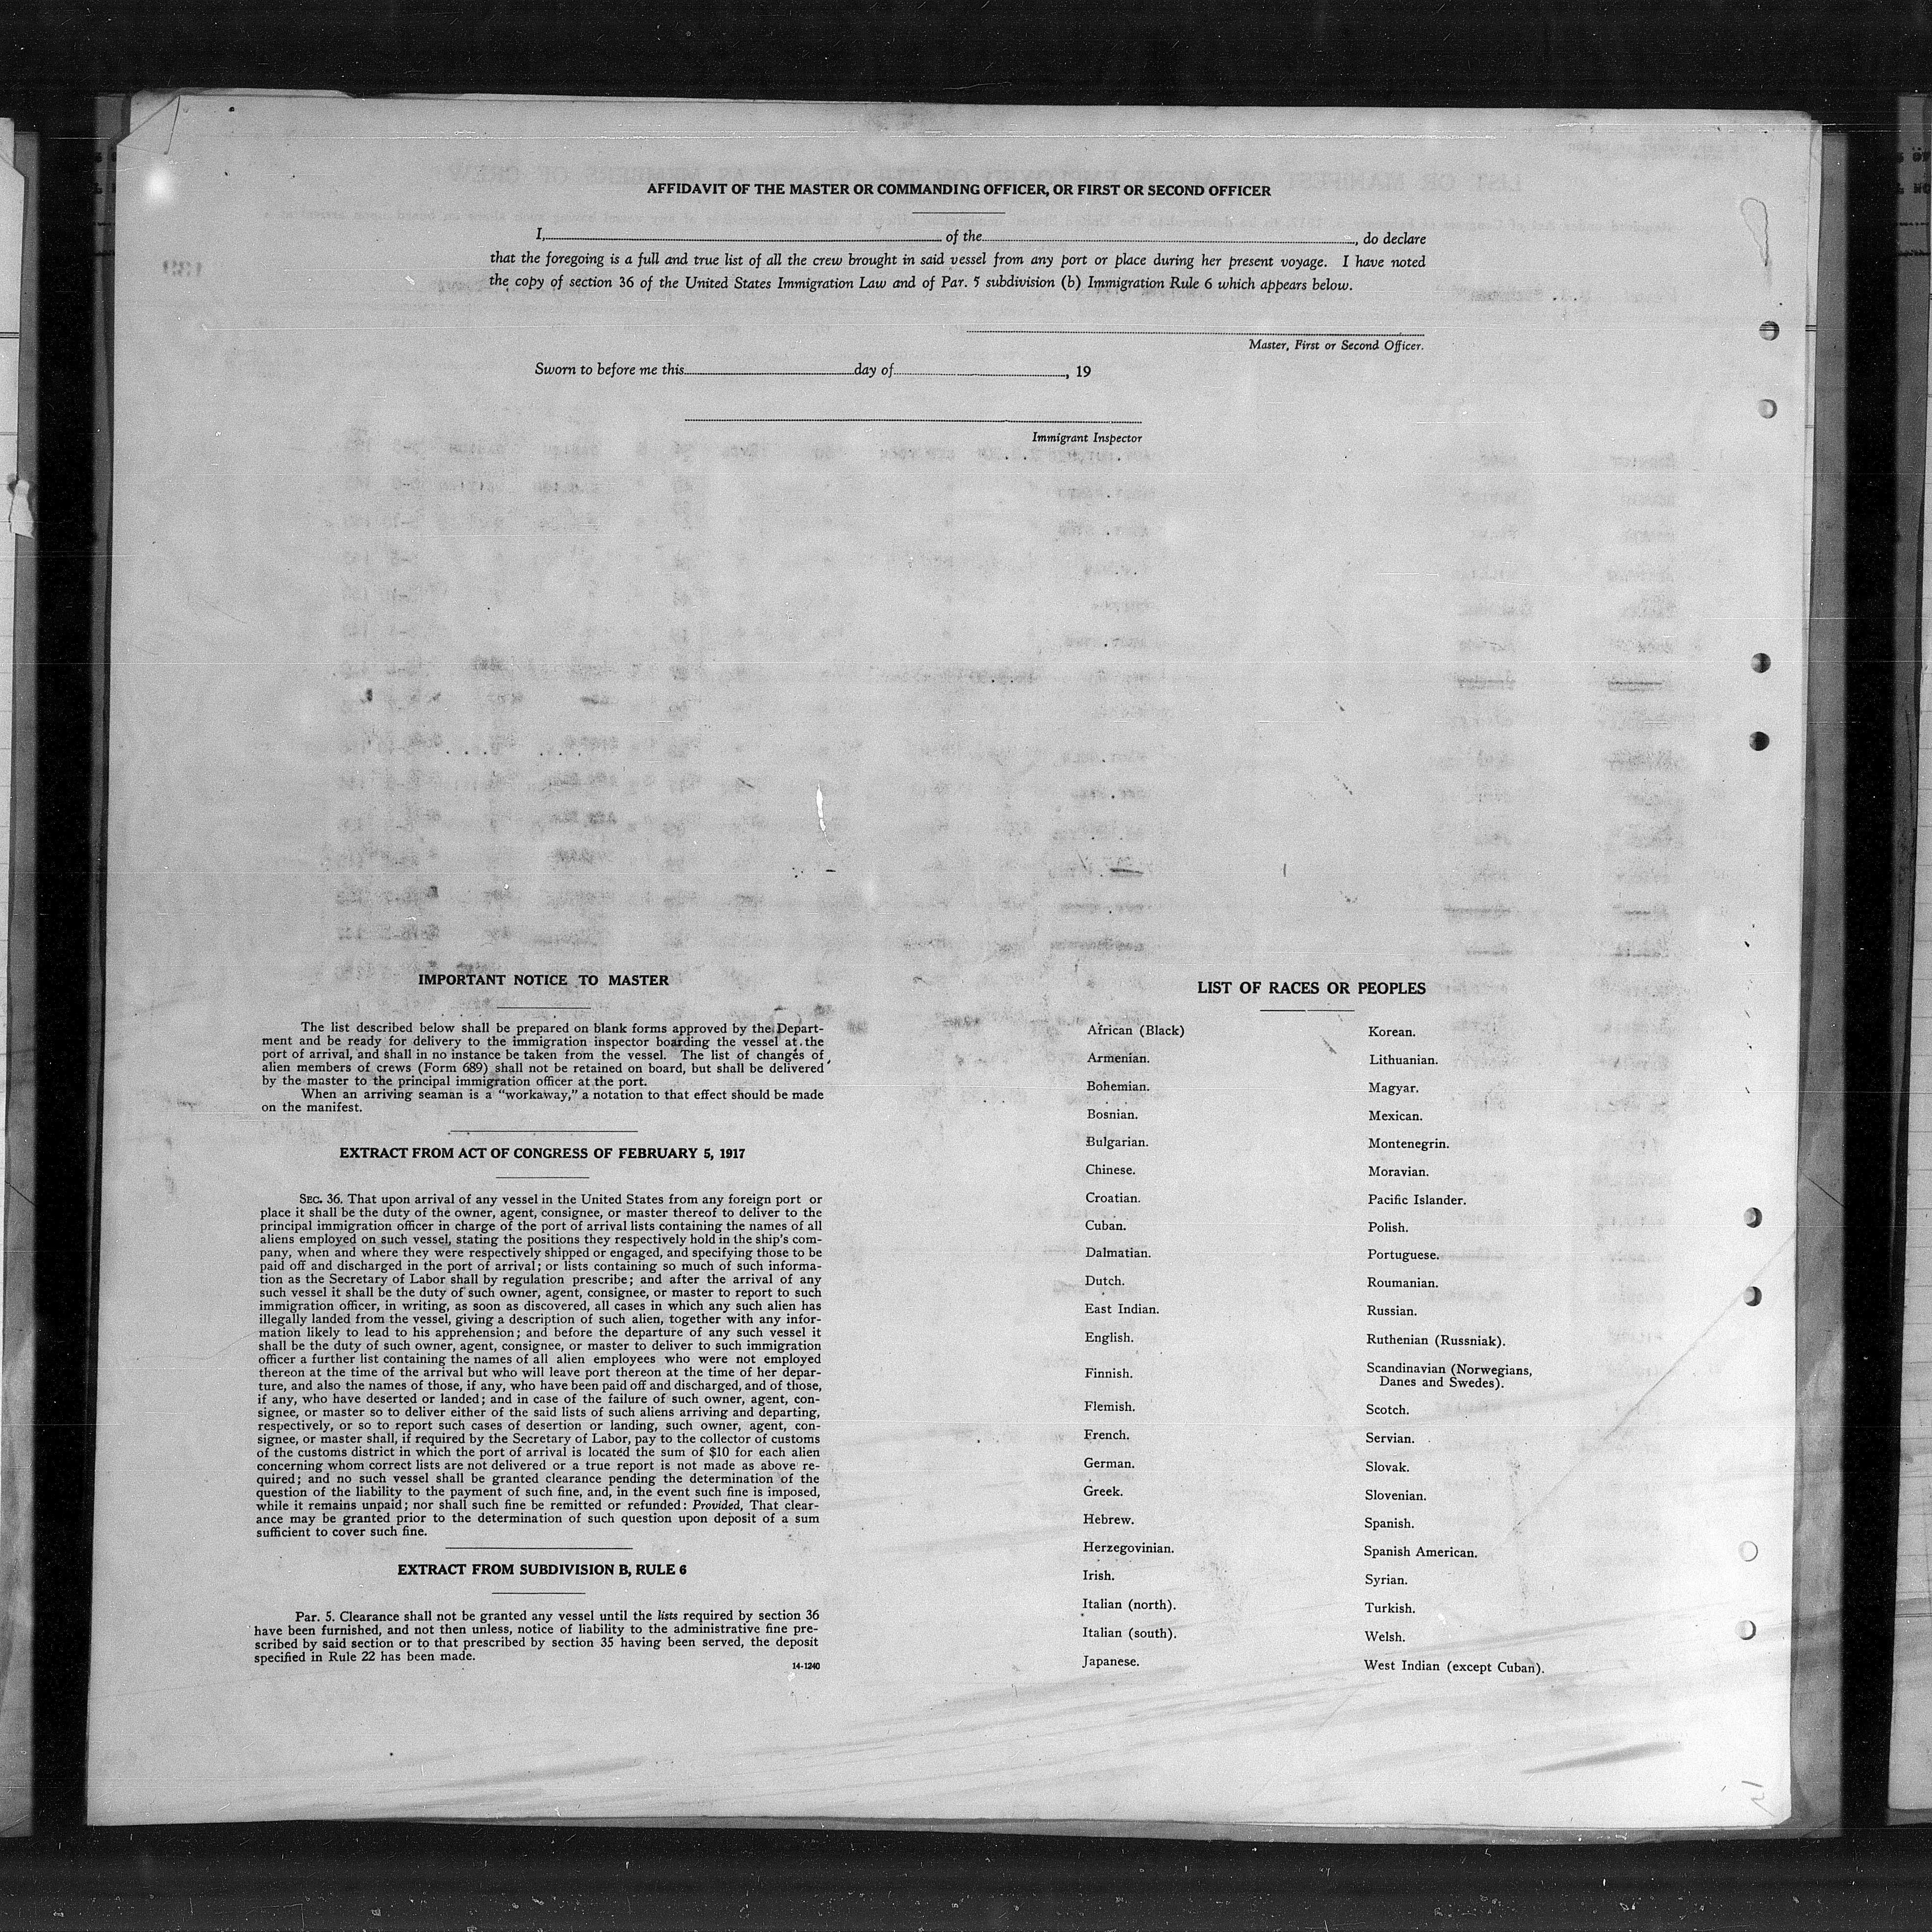 AFFIDAVIT OF THE MASTER OR COMMANDING OFFICER, OR FIRST OR SECOND OFFICER
I, of the , do declare
that the foregoing is a full and true list of all the crew brought in said vessel from any port or place during her present voyage. I have noted
the copy of section 36 of the United States Immigration Law and of Par. 5 subdivision (b) Immigration Rule 6 which appears below.
Master, First or Second Officer.
Sworn to before me this day of , 19
Immigrant Inspector
IMPORTANT NOTICE TO MASTER
The list described below shall be prepared on blank forms approved by the Depart-
ment and be ready for delivery to the immigration inspector boarding the vessel at the
port of arrival, and shall in no instance be taken from the vessel. The list of changes of
alien members of crews (Form 689) shall not be retained on board, but shall be delivered
by the master to the principal immigration officer at the port.
When an arriving seaman is a "workaway," a notation to that effect should be made
on the manifest.
EXTRACT FROM ACT OF CONGRESS OF FEBRUARY 5, 1917
SEC. 36. That upon arrival of any vessel in the United States from any foreign port or
place it shall be the duty of the owner, agent, consignee, or master thereof to deliver to the
principal immigration officer in charge of the port of arrival lists containing the names of all
aliens employed on such vessel, stating the positions they respectively hold in the ship's com-
pany, when and where they were respectively shipped or engaged, and specifying those to be
paid off and discharged in the port of arrival; or lists containing so much of such informa-
tion as the Secretary of Labor shall by regulation prescribe; and after the arrival of any
such vessel it shall be the duty of such owner, agent, consignee, or master to report to such
immigration officer, in writing, as soon as discovered, all cases in which any such alien has
illegally landed from the vessel, giving a description of such alien, together with any infor-
mation likely to lead to his apprehension; and before the departure of any such vessel it
shall be the duty of such owner, agent, consignee, or master to deliver to such immigration
officer a further list containing the names of all alien employees who were not employed
thereon at the time of the arrival but who will leave port thereon at the time of her depar-
ture, and also the names of those, if any, who have been paid off and discharged, and of those,
if any, who have deserted or landed; and in case of the failure of such owner, agent, con-
signee, or master so to deliver either of the said lists of such aliens arriving and departing,
respectively, or so to report such cases of desertion or landing, such owner, agent, con-
signee, or master shall, if required by the Secretary of Labor, pay to the collector of customs
of the customs district in which the port of arrival is located the sum of $10 for each alien
concerning whom correct lists are not delivered or a true report is not made as above re-
quired; and no such vessel shall be granted clearance pending the determination of the
question of the liability to the payment of such fine, and, in the event such fine is imposed,
while it remains unpaid; nor shall such fine be remitted or refunded: Provided, That clear-
ance may be granted prior to the determination of such question upon deposit of a sum
sufficient to cover such fine.
EXTRACT FROM SUBDIVISION B, RULE 6
Par. 5. Clearance shall not be granted any vessel until the lists required by section 36
have been furnished, and not then unless, notice of liability to the administrative fine pre-
scribed by said section or to that prescribed by section 35 having been served, the deposit
specified in Rule 22 has been made.
14-1240
LIST OF RACES OR PEOPLES
African (Black)
Armenian.
Bohemian.
Bosnian.
Bulgarian.
Chinese.
Croatian.
Cuban.
Dalmatian.
Dutch.
East Indian.
English.
Finnish.
Flemish.
French.
German.
Greek.
Hebrew.
Herzegovinian.
Irish.
Italian (north).
Italian (south).
Japanese.
Korean.
Lithuanian.
Magyar.
Mexican.
Montenegrin.
Moravian.
Pacific Islander.
Polish.
Portuguese.
Roumanian.
Russian.
Ruthenian (Russniak).
Scandinavian (Norwegians,
Danes and Swedes).
Scotch.
Servian.
Slovak.
Slovenian.
Spanish.
Spanish American.
Syrian.
Turkish.
Welsh.
West Indian (except Cuban).